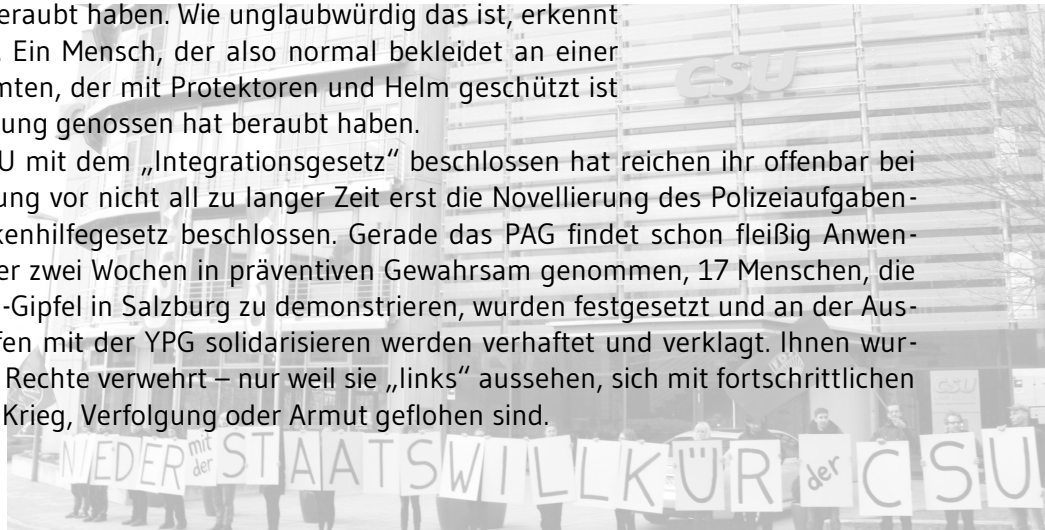 eraubt haben. Wie unglaubwürdig das ist, erkennt
Ein Mensch, der also normal bekleidet an einer
mten, der mit Protektoren und Helm geschützt ist
ung genossen hat beraubt haben.
U mit dem „Integrationsgesetz“ beschlossen hat reichen ihr offenbar bei
ung vor nicht all zu langer Zeit erst die Novellierung des Polizeiaufgaben-
kenhilfegesetz beschlossen. Gerade das PAG findet schon fleißig Anwen-
er zwei Wochen in präventiven Gewahrsam genommen, 17 Menschen, die
-Gipfel in Salzburg zu demonstrieren, wurden festgesetzt und an der Aus-
fen mit der YPG solidarisieren werden verhaftet und verklagt. Ihnen wur-
Rechte verwehrt – nur weil sie „links“ aussehen, sich mit fortschrittlichen
Krieg, Verfolgung oder Armut geflohen sind.
CSU
CSU
NIEDER mit der STAATSWILLKÜR der CSU